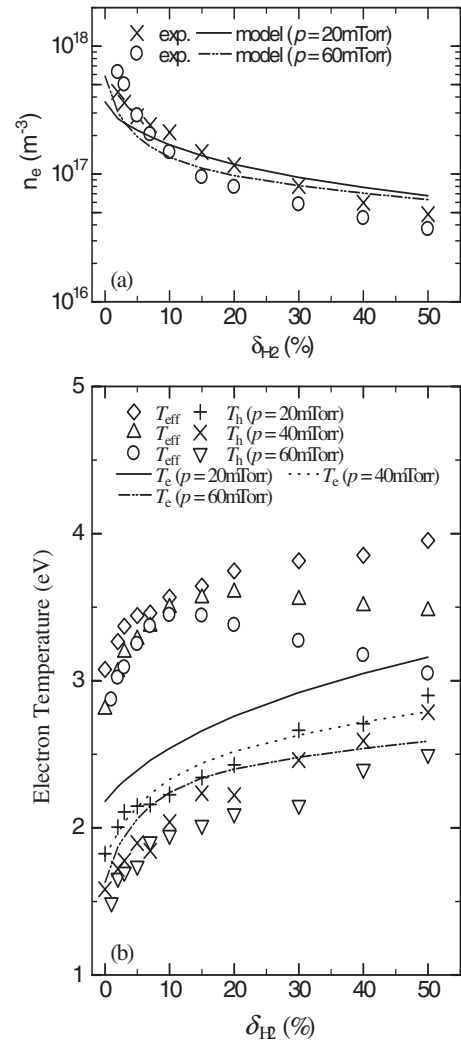 10^18
exp. model (p = 20mTorr)
exp. model (p = 60mTorr)
n_e (m^-3)
10^17
(a)
10^16
0 10 20 30 40 50
δ_H2 (%)
5
T_eff T_h (p = 20mTorr)
T_eff T_h (p = 40mTorr)
T_eff T_h (p = 60mTorr)
T_e (p = 20mTorr) T_e (p = 40mTorr)
T_e (p = 60mTorr)
4
Electron Temperature (eV)
3
2
(b)
1
0 10 20 30 40 50
δ_H2 (%)